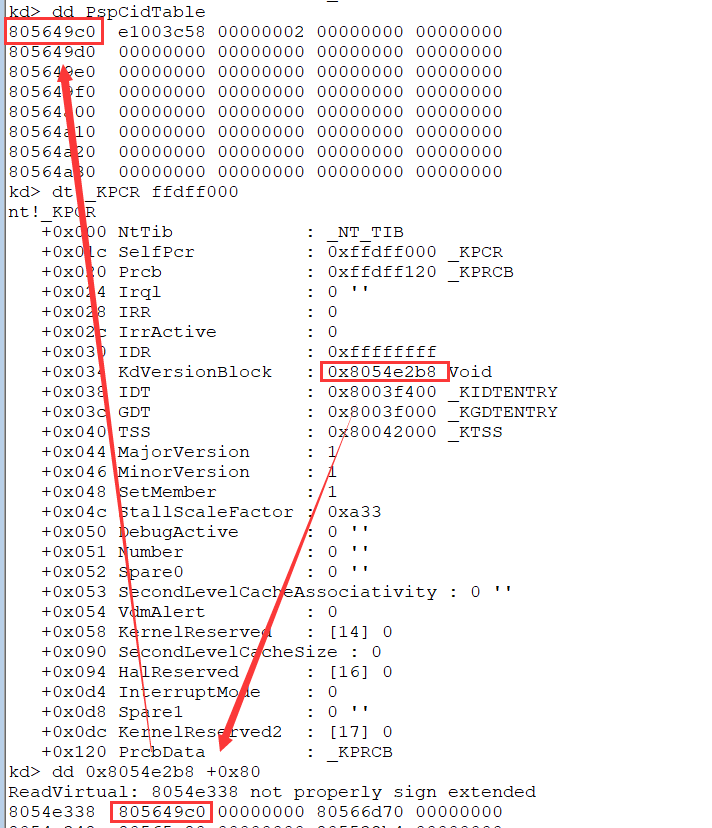 kd> dd PspCidTable
805649c0  e1003c58 00000002 00000000 00000000
805649d0  00000000 00000000 00000000 00000000
805649e0  00000000 00000000 00000000 00000000
805649f0  00000000 00000000 00000000 00000000
80564a00  00000000 00000000 00000000 00000000
80564a10  00000000 00000000 00000000 00000000
80564a20  00000000 00000000 00000000 00000000
80564a30  00000000 00000000 00000000 00000000
kd> dt _KPCR ffdff000
nt!_KPCR
   +0x000 NtTib            : _NT_TIB
   +0x01c SelfPcr          : 0xffdff000 _KPCR
   +0x020 Prcb             : 0xffdff120 _KPRCB
   +0x024 Irql             : 0 ''
   +0x028 IRR              : 0
   +0x02c IrrActive        : 0
   +0x030 IDR              : 0xffffffff
   +0x034 KdVersionBlock   : 0x8054e2b8 Void
   +0x038 IDT              : 0x8003f400 _KIDTENTRY
   +0x03c GDT              : 0x8003f000 _KGDTENTRY
   +0x040 TSS              : 0x80042000 _KTSS
   +0x044 MajorVersion     : 1
   +0x046 MinorVersion     : 1
   +0x048 SetMember        : 1
   +0x04c StallScaleFactor : 0xa33
   +0x050 DebugActive      : 0 ''
   +0x051 Number           : 0 ''
   +0x052 Spare0           : 0 ''
   +0x053 SecondLevelCacheAssociativity : 0 ''
   +0x054 VdmAlert         : 0
   +0x058 KernelReserved   : [14] 0
   +0x090 SecondLevelCacheSize : 0
   +0x094 HalReserved      : [16] 0
   +0x0d4 InterruptMode    : 0
   +0x0d8 Spare1           : 0 ''
   +0x0dc KernelReserved2  : [17] 0
   +0x120 PrcbData         : _KPRCB
kd> dd 0x8054e2b8 +0x80
ReadVirtual: 8054e338 not properly sign extended
8054e338  805649c0 00000000 80566d70 00000000